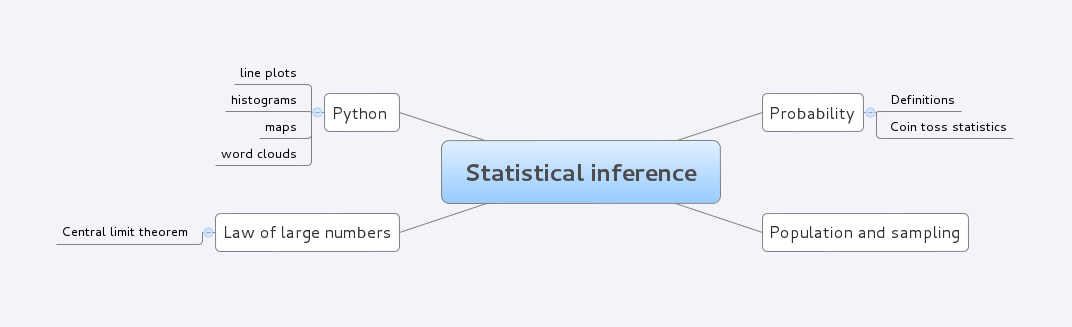 line plots
histograms
maps
word clouds
Python
Probability
Definitions
Coin toss statistics
Statistical inference
Central limit theorem
Law of large numbers
Population and sampling